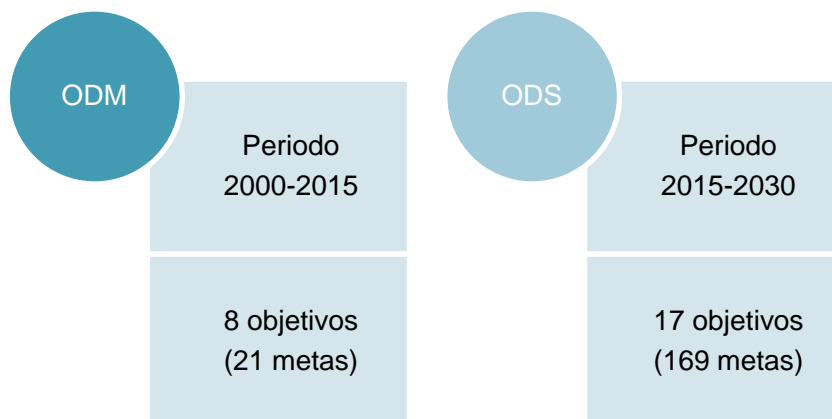 ODM
Periodo
2000-2015
8 objetivos
(21 metas)
ODS
Periodo
2015-2030
17 objetivos
(169 metas)